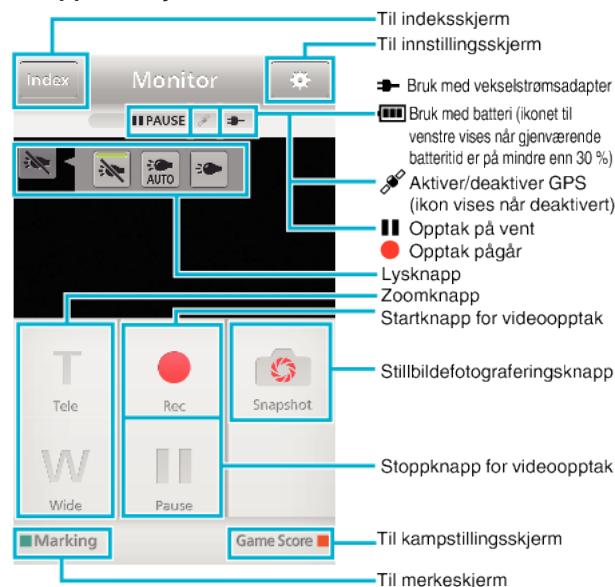 Til indeksskjerm
Til innstillingsskjerm
Index
Monitor
PAUSE
Bruk med vekselstrømsadapter
Bruk med batteri (ikonet til
venstre vises når gjenværende
batteritid er på mindre enn 30 %)
AUTO
Aktiver/deaktiver GPS
(ikon vises når deaktivert)
Opptak på vent
Opptak pågår
Lysknapp
Zoomknapp
Startknapp for videoopptak
T
Tele
Rec
Snapshot
Stillbildefotograferingsknapp
W
Wide
Pause
Stoppknapp for videoopptak
Marking
Game Score
Til kampstillingsskjerm
Til merkeskjerm